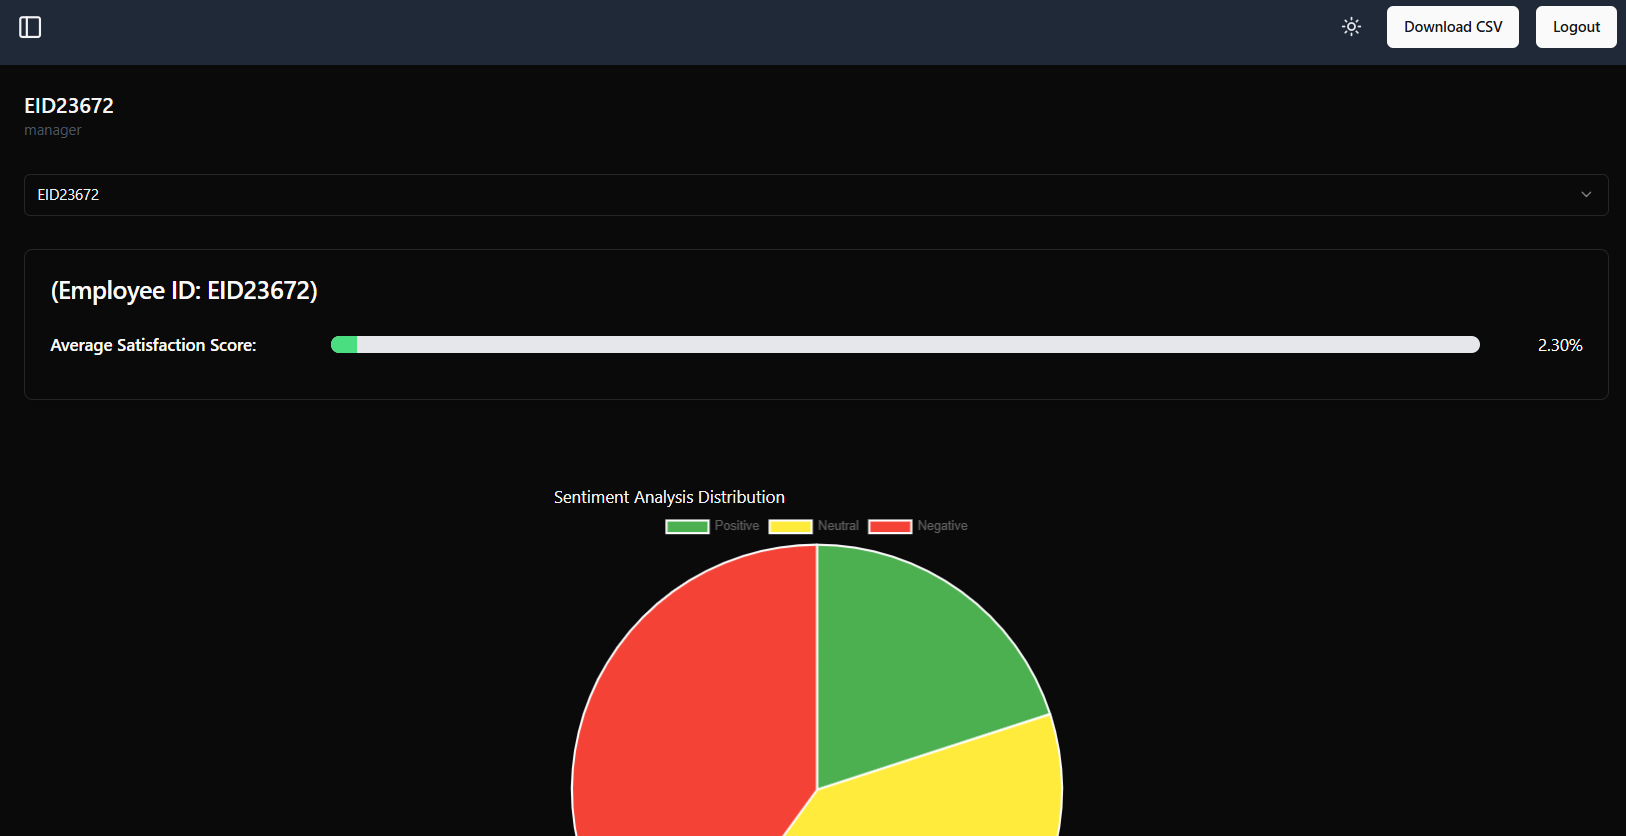 Download CSV
Logout
EID23672
manager
EID23672
(Employee ID: EID23672)
Average Satisfaction Score:
2.30%
Sentiment Analysis Distribution
Positive Neutral Negative